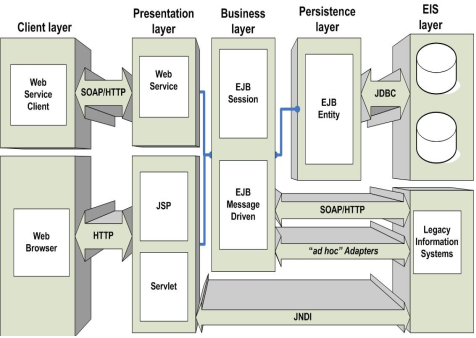 Client layer
Presentation
layer
Business
layer
Persistence
layer
EIS
layer
Web
Service
Client
SOAP/HTTP
Web
Service
EJB
Session
EJB
Entity
JDBC
Web
Browser
HTTP
JSP
Servlet
EJB
Message
Driven
SOAP/HTTP
"ad hoc" Adapters
JNDI
Legacy
Information
Systems